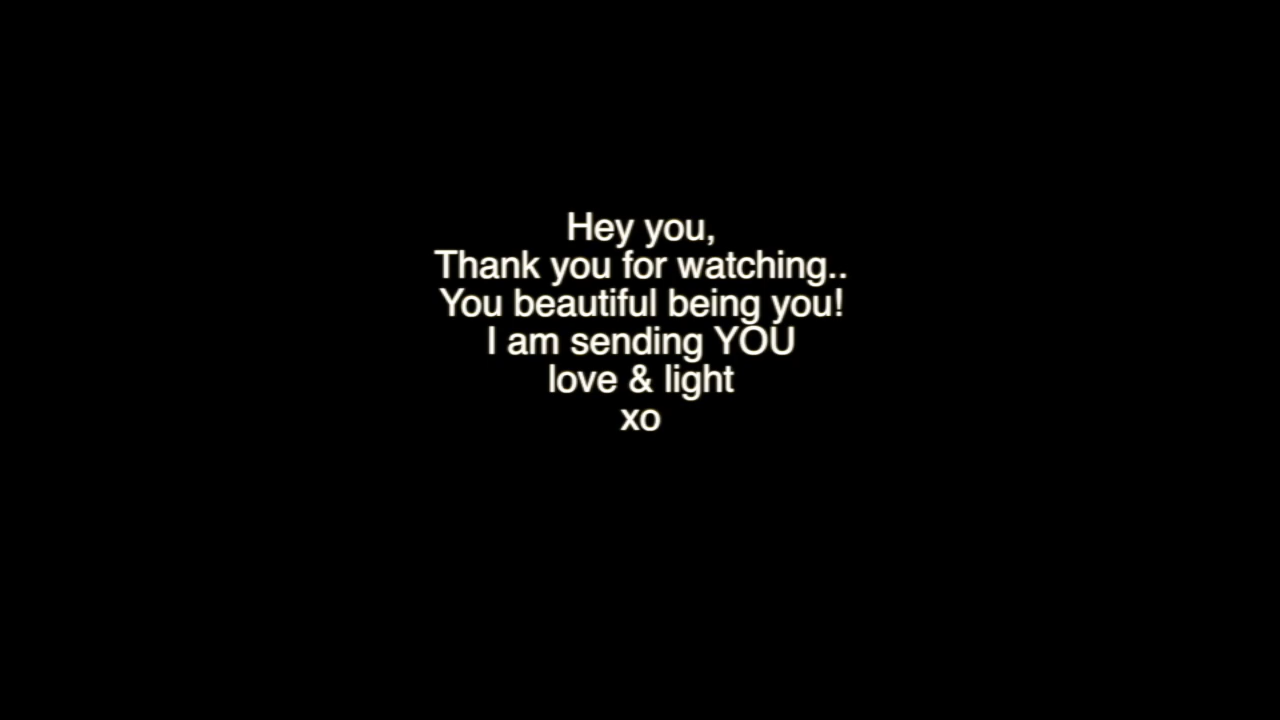 Hey you,
Thank you for watching..
You beautiful being you!
I am sending YOU
love & light
xo